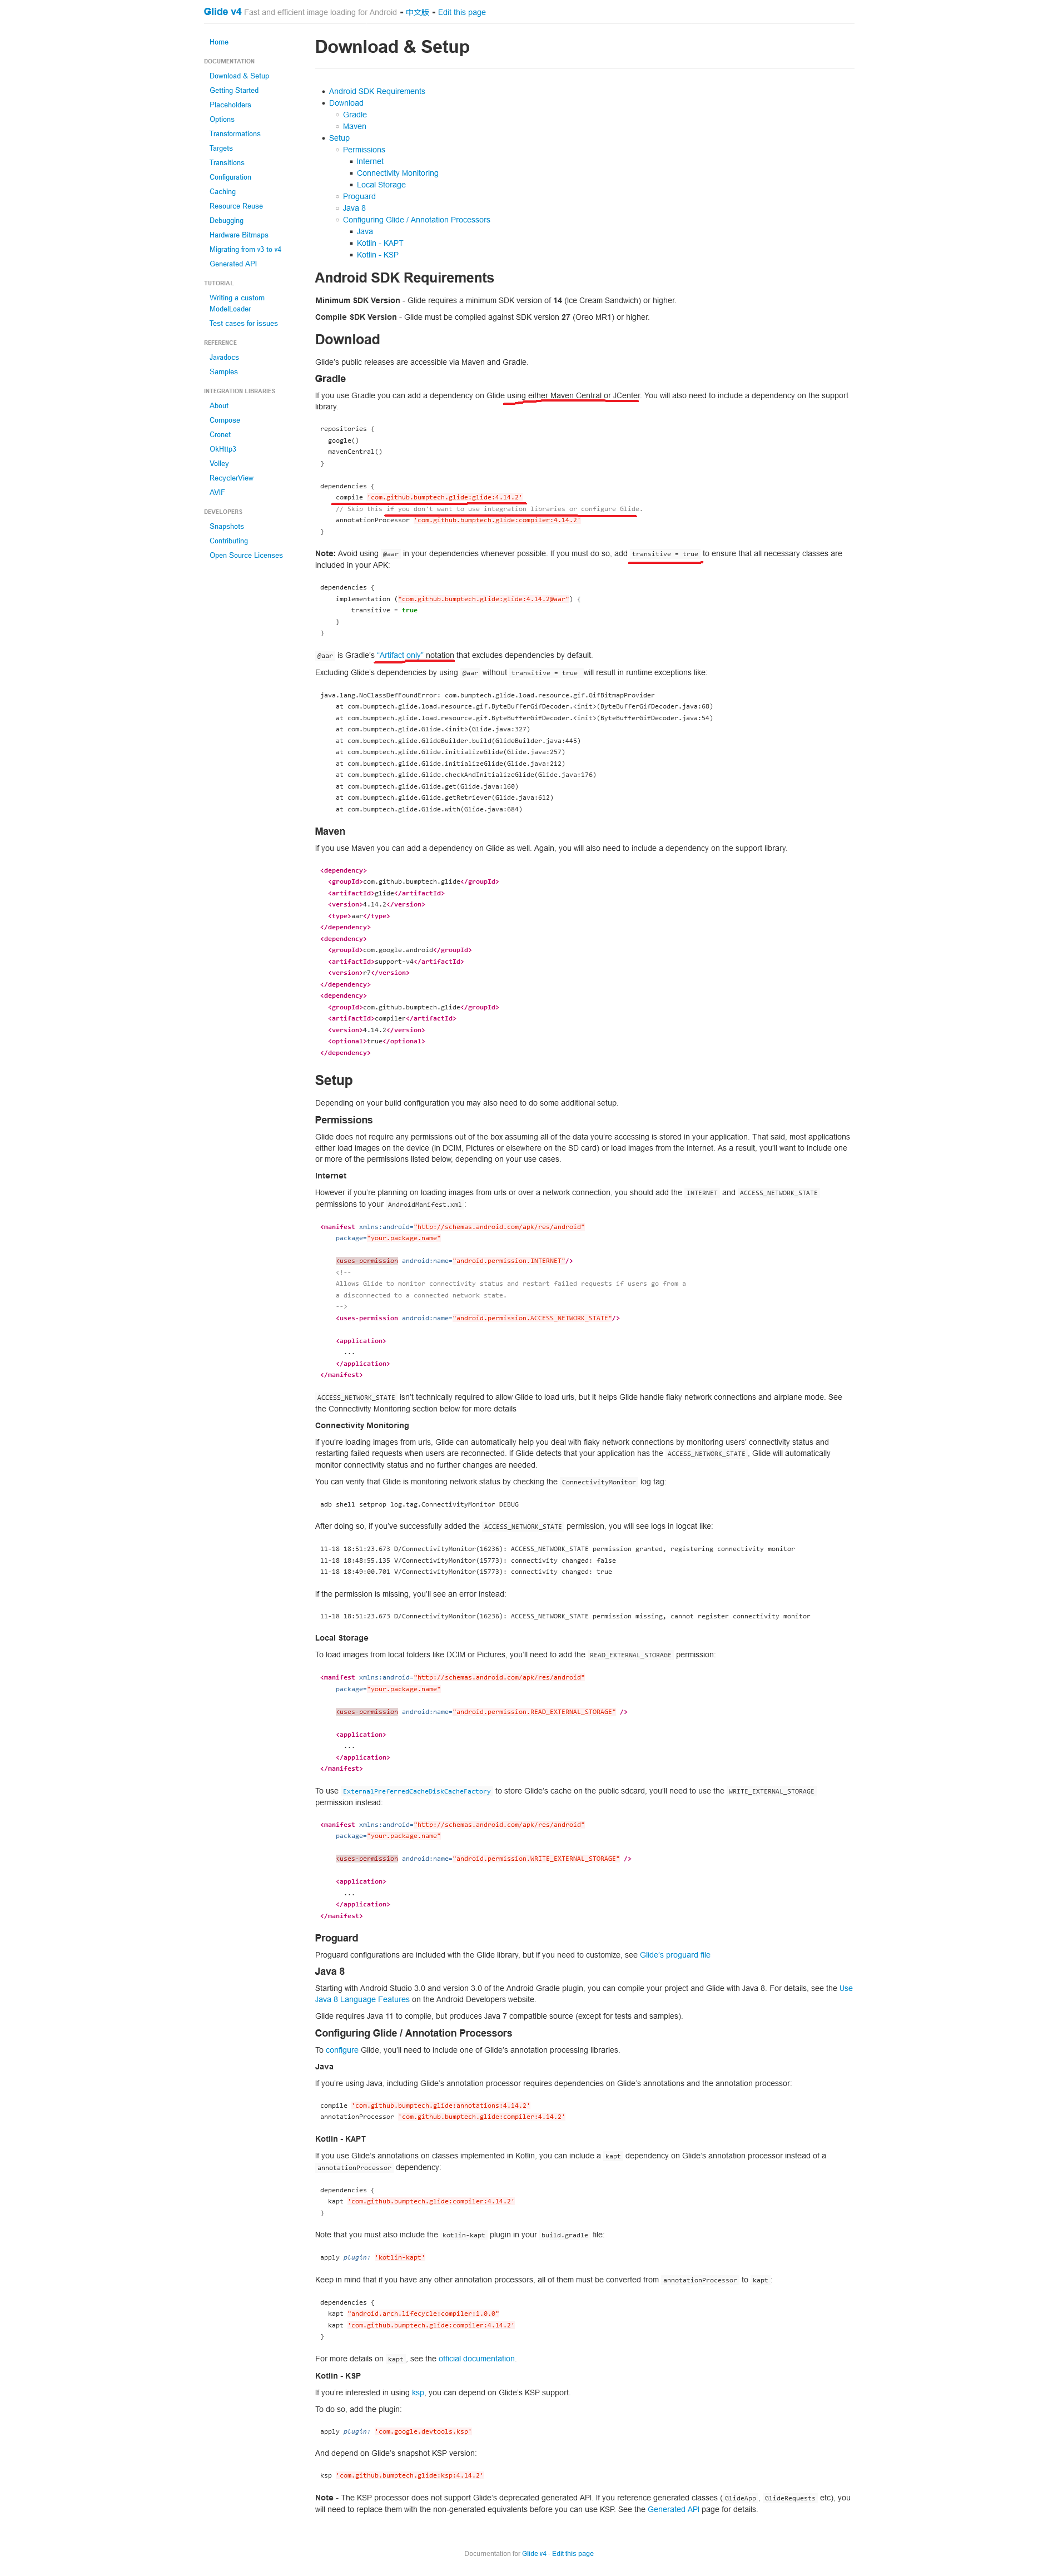 Glide v4 Fast and efficient image loading for Android • 中文版 • Edit this page
Home
DOCUMENTATION
Download & Setup
Getting Started
Placeholders
Options
Transformations
Targets
Transitions
Configuration
Caching
Resource Reuse
Debugging
Hardware Bitmaps
Migrating from v3 to v4
Generated API
TUTORIAL
Writing a custom
ModelLoader
Test cases for issues
REFERENCE
Javadocs
Samples
INTEGRATION LIBRARIES
About
Compose
Cronet
OkHttp3
Volley
RecyclerView
AVIF
DEVELOPERS
Snapshots
Contributing
Open Source Licenses
Download & Setup
Android SDK Requirements
Download
Gradle
Maven
Setup
Permissions
Internet
Connectivity Monitoring
Local Storage
Proguard
Java 8
Configuring Glide / Annotation Processors
Java
Kotlin - KAPT
Kotlin - KSP
Android SDK Requirements
Minimum SDK Version - Glide requires a minimum SDK version of 14 (Ice Cream Sandwich) or higher.
Compile SDK Version - Glide must be compiled against SDK version 27 (Oreo MR1) or higher.
Download
Glide's public releases are accessible via Maven and Gradle.
Gradle
If you use Gradle you can add a dependency on Glide using either Maven Central or JCenter. You will also need to include a dependency on the support
library.
repositories {
google()
mavenCentral()
}
dependencies {
compile 'com.github.bumptech.glide:glide:4.14.2'
// Skip this if you don't want to use integration libraries or configure Glide.
annotationProcessor 'com.github.bumptech.glide:compiler:4.14.2'
}
Note: Avoid using @aar in your dependencies whenever possible. If you must do so, add transitive = true to ensure that all necessary classes are
included in your APK:
dependencies {
implementation ("com.github.bumptech.glide:glide:4.14.2@aar") {
transitive = true
}
}
@aar is Gradle's "Artifact only" notation that excludes dependencies by default.
Excluding Glide's dependencies by using @aar without transitive = true will result in runtime exceptions like:
java.lang.NoClassDefFoundError: com.bumptech.glide.load.resource.gif.GifBitmapProvider
at com.bumptech.glide.load.resource.gif.ByteBufferGifDecoder.<init>(ByteBufferGifDecoder.java:68)
at com.bumptech.glide.load.resource.gif.ByteBufferGifDecoder.<init>(ByteBufferGifDecoder.java:54)
at com.bumptech.glide.Glide.<init>(Glide.java:327)
at com.bumptech.glide.GlideBuilder.build(GlideBuilder.java:445)
at com.bumptech.glide.Glide.initializeGlide(Glide.java:257)
at com.bumptech.glide.Glide.initializeGlide(Glide.java:212)
at com.bumptech.glide.Glide.checkAndInitializeGlide(Glide.java:176)
at com.bumptech.glide.Glide.get(Glide.java:160)
at com.bumptech.glide.Glide.getRetriever(Glide.java:612)
at com.bumptech.glide.Glide.with(Glide.java:684)
Maven
If you use Maven you can add a dependency on Glide as well. Again, you will also need to include a dependency on the support library.
<dependency>
<groupId>com.github.bumptech.glide</groupId>
<artifactId>glide</artifactId>
<version>4.14.2</version>
<type>aar</type>
</dependency>
<dependency>
<groupId>com.google.android</groupId>
<artifactId>support-v4</artifactId>
<version>r7</version>
</dependency>
<dependency>
<groupId>com.github.bumptech.glide</groupId>
<artifactId>compiler</artifactId>
<version>4.14.2</version>
<optional>true</optional>
</dependency>
Setup
Depending on your build configuration you may also need to do some additional setup.
Permissions
Glide does not require any permissions out of the box assuming all of the data you're accessing is stored in your application. That said, most applications
either load images on the device (in DCIM, Pictures or elsewhere on the SD card) or load images from the internet. As a result, you'll want to include one
or more of the permissions listed below, depending on your use cases.
Internet
However if you're planning on loading images from urls or over a network connection, you should add the INTERNET and ACCESS_NETWORK_STATE
permissions to your AndroidManifest.xml :
<manifest xmlns:android="http://schemas.android.com/apk/res/android"
package="your.package.name"
<uses-permission android:name="android.permission.INTERNET"/>
<!--
Allows Glide to monitor connectivity status and restart failed requests if users go from a
a disconnected to a connected network state.
-->
<uses-permission android:name="android.permission.ACCESS_NETWORK_STATE"/>
<application>
...
</application>
</manifest>
ACCESS_NETWORK_STATE isn't technically required to allow Glide to load urls, but it helps Glide handle flaky network connections and airplane mode. See
the Connectivity Monitoring section below for more details
Connectivity Monitoring
If you're loading images from urls, Glide can automatically help you deal with flaky network connections by monitoring users' connectivity status and
restarting failed requests when users are reconnected. If Glide detects that your application has the ACCESS_NETWORK_STATE , Glide will automatically
monitor connectivity status and no further changes are needed.
You can verify that Glide is monitoring network status by checking the ConnectivityMonitor log tag:
adb shell setprop log.tag.ConnectivityMonitor DEBUG
After doing so, if you've successfully added the ACCESS_NETWORK_STATE permission, you will see logs in logcat like:
11-18 18:51:23.673 D/ConnectivityMonitor(16236): ACCESS_NETWORK_STATE permission granted, registering connectivity monitor
11-18 18:48:55.135 V/ConnectivityMonitor(15773): connectivity changed: false
11-18 18:49:00.701 V/ConnectivityMonitor(15773): connectivity changed: true
If the permission is missing, you'll see an error instead:
11-18 18:51:23.673 D/ConnectivityMonitor(16236): ACCESS_NETWORK_STATE permission missing, cannot register connectivity monitor
Local Storage
To load images from local folders like DCIM or Pictures, you'll need to add the READ_EXTERNAL_STORAGE permission:
<manifest xmlns:android="http://schemas.android.com/apk/res/android"
package="your.package.name"
<uses-permission android:name="android.permission.READ_EXTERNAL_STORAGE" />
<application>
...
</application>
</manifest>
To use ExternalPreferredCacheDiskCacheFactory to store Glide's cache on the public sdcard, you'll need to use the WRITE_EXTERNAL_STORAGE
permission instead:
<manifest xmlns:android="http://schemas.android.com/apk/res/android"
package="your.package.name"
<uses-permission android:name="android.permission.WRITE_EXTERNAL_STORAGE" />
<application>
...
</application>
</manifest>
Proguard
Proguard configurations are included with the Glide library, but if you need to customize, see Glide's proguard file
Java 8
Starting with Android Studio 3.0 and version 3.0 of the Android Gradle plugin, you can compile your project and Glide with Java 8. For details, see the Use
Java 8 Language Features on the Android Developers website.
Glide requires Java 11 to compile, but produces Java 7 compatible source (except for tests and samples).
Configuring Glide / Annotation Processors
To configure Glide, you'll need to include one of Glide's annotation processing libraries.
Java
If you're using Java, including Glide's annotation processor requires dependencies on Glide's annotations and the annotation processor:
compile 'com.github.bumptech.glide:annotations:4.14.2'
annotationProcessor 'com.github.bumptech.glide:compiler:4.14.2'
Kotlin - KAPT
If you use Glide's annotations on classes implemented in Kotlin, you can include a kapt dependency on Glide's annotation processor instead of a
annotationProcessor dependency:
dependencies {
kapt 'com.github.bumptech.glide:compiler:4.14.2'
}
Note that you must also include the kotlin-kapt plugin in your build.gradle file:
apply plugin: 'kotlin-kapt'
Keep in mind that if you have any other annotation processors, all of them must be converted from annotationProcessor to kapt :
dependencies {
kapt "android.arch.lifecycle:compiler:1.0.0"
kapt 'com.github.bumptech.glide:compiler:4.14.2'
}
For more details on kapt , see the official documentation.
Kotlin - KSP
If you're interested in using ksp, you can depend on Glide's KSP support.
To do so, add the plugin:
apply plugin: 'com.google.devtools.ksp'
And depend on Glide's snapshot KSP version:
ksp 'com.github.bumptech.glide:ksp:4.14.2'
Note - The KSP processor does not support Glide's deprecated generated API. If you reference generated classes ( GlideApp , GlideRequests etc), you
will need to replace them with the non-generated equivalents before you can use KSP. See the Generated API page for details.
Documentation for Glide v4 · Edit this page